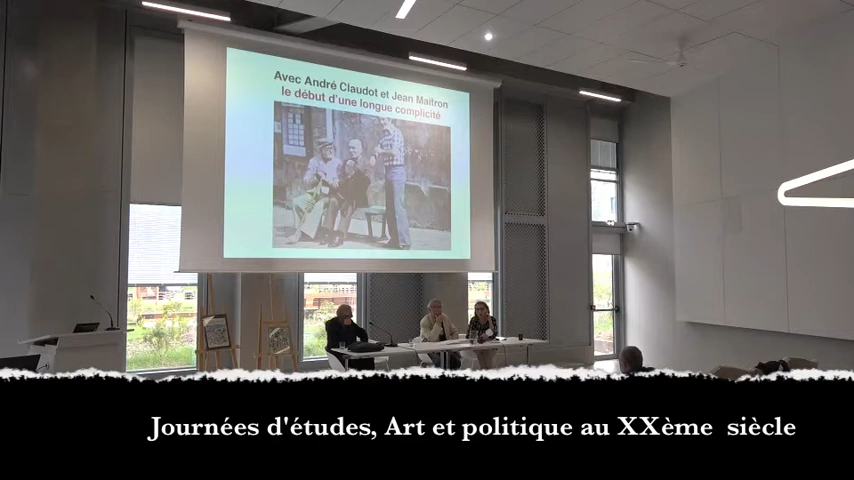 Avec André Claudot et Jean Maitron
le début d'une longue complicité
Journées d'études, Art et politique au XXème siècle